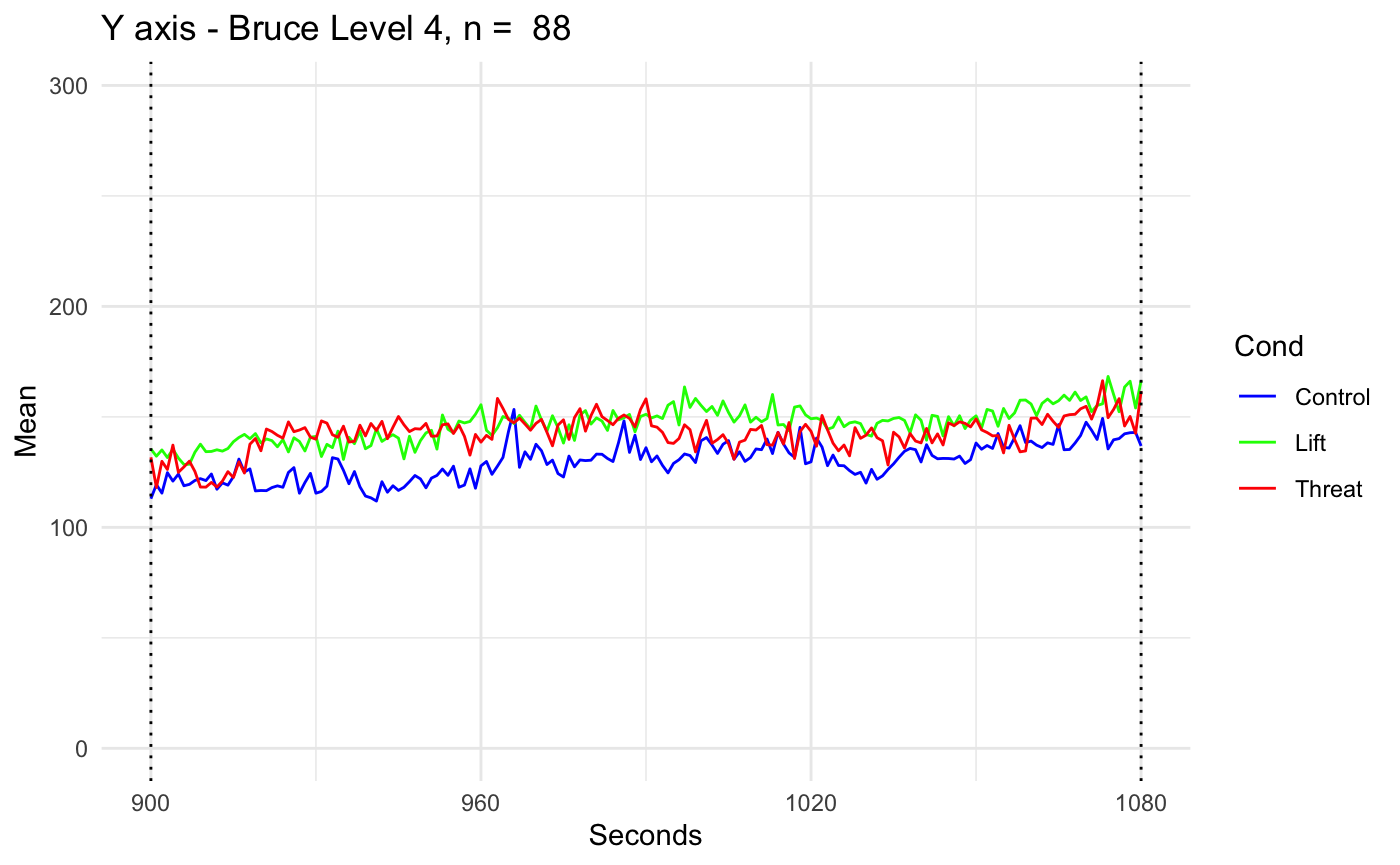 Y axis - Bruce Level 4, n =  88
300
200
100
0
Mean
900
960
1020
1080
Seconds
Cond
Control
Lift
Threat